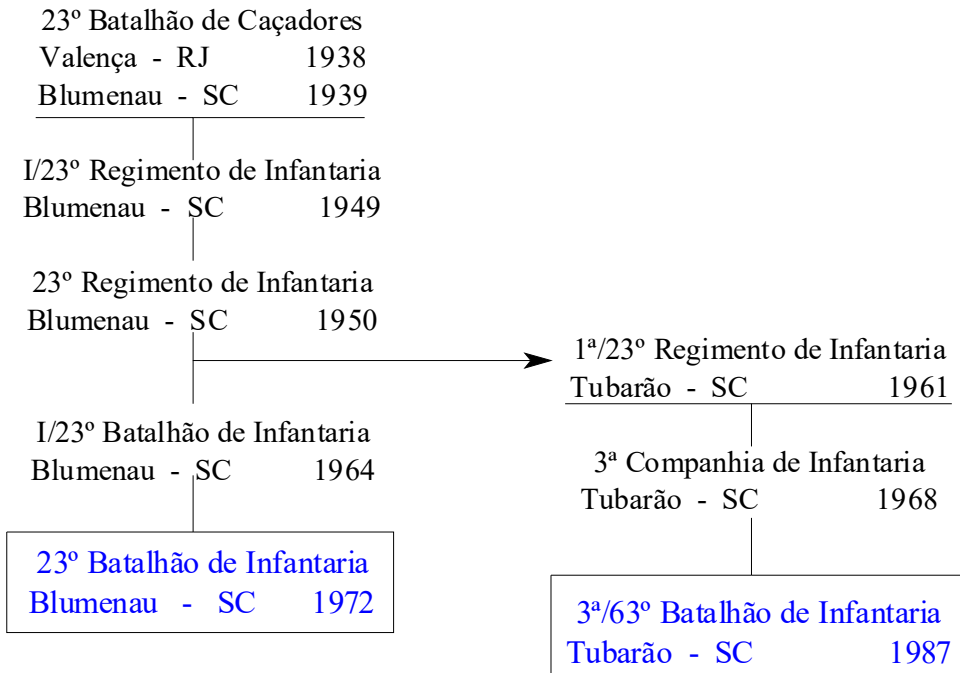 23º Batalhão de Caçadores
Valença - RJ 1938
Blumenau - SC 1939
I/23º Regimento de Infantaria
Blumenau - SC 1949
23º Regimento de Infantaria
Blumenau - SC 1950
1ª/23º Regimento de Infantaria
Tubarão - SC 1961
I/23º Batalhão de Infantaria
Blumenau - SC 1964
3ª Companhia de Infantaria
Tubarão - SC 1968
23º Batalhão de Infantaria
Blumenau - SC 1972
3ª/63º Batalhão de Infantaria
Tubarão - SC 1987